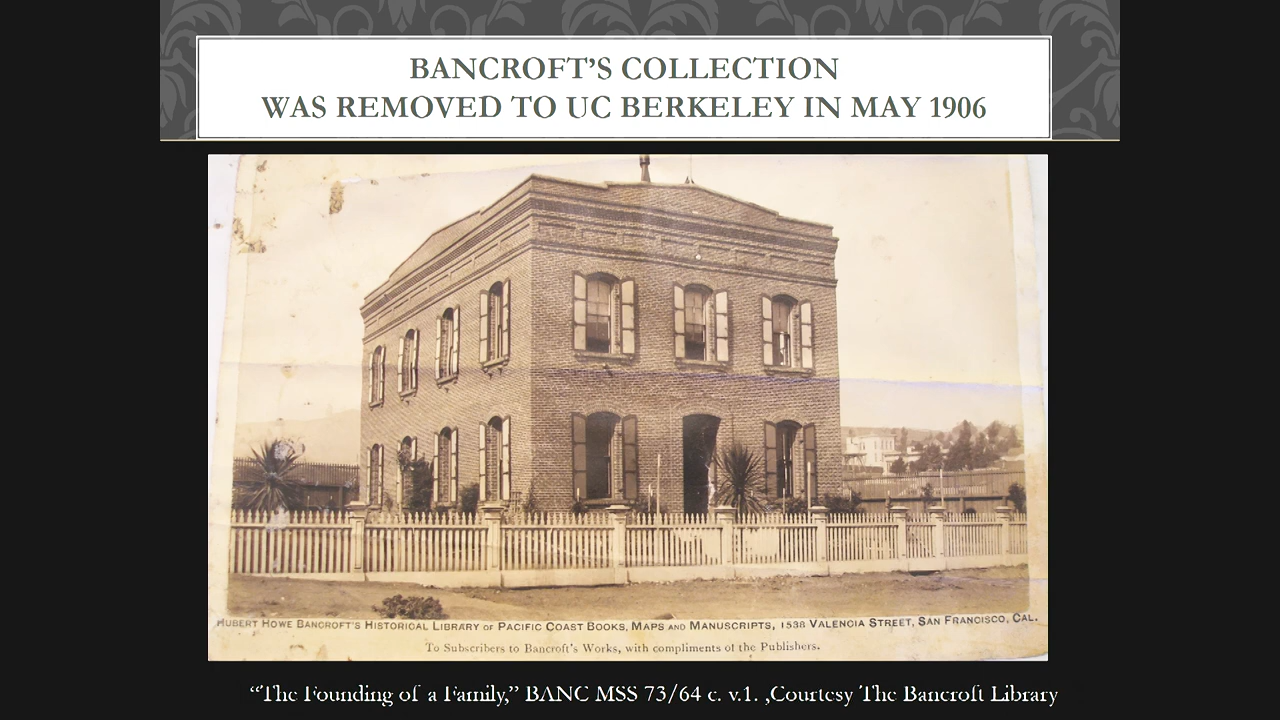 BANCROFT'S COLLECTION
WAS REMOVED TO UC BERKELEY IN MAY 1906
HUBERT HOWE BANCROFT'S HISTORICAL LIBRARY OF PACIFIC COAST BOOKS, MAPS AND MANUSCRIPTS, 1538 VALENCIA STREET, SAN FRANCISCO, CAL.
To Subscribers to Bancroft's Works, with compliments of the Publishers.
“The Founding of a Family,” BANC MSS 73/64 c. v.1. ,Courtesy The Bancroft Library